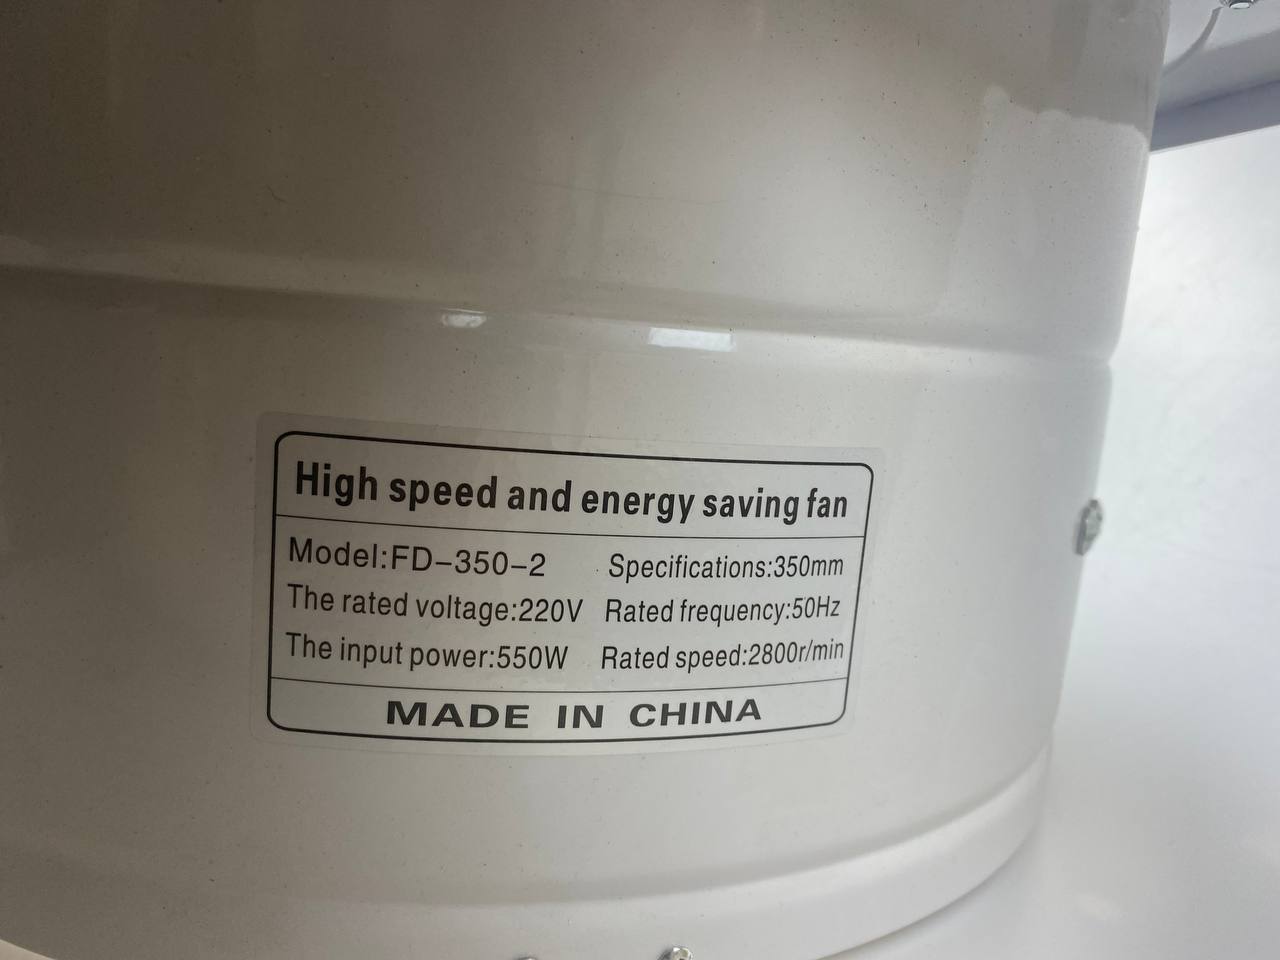 High speed and energy saving fan
Model:FD-350-2 Specifications:350mm
The rated voltage:220V Rated frequency:50Hz
The input power:550W Rated speed:2800r/min
MADE IN CHINA